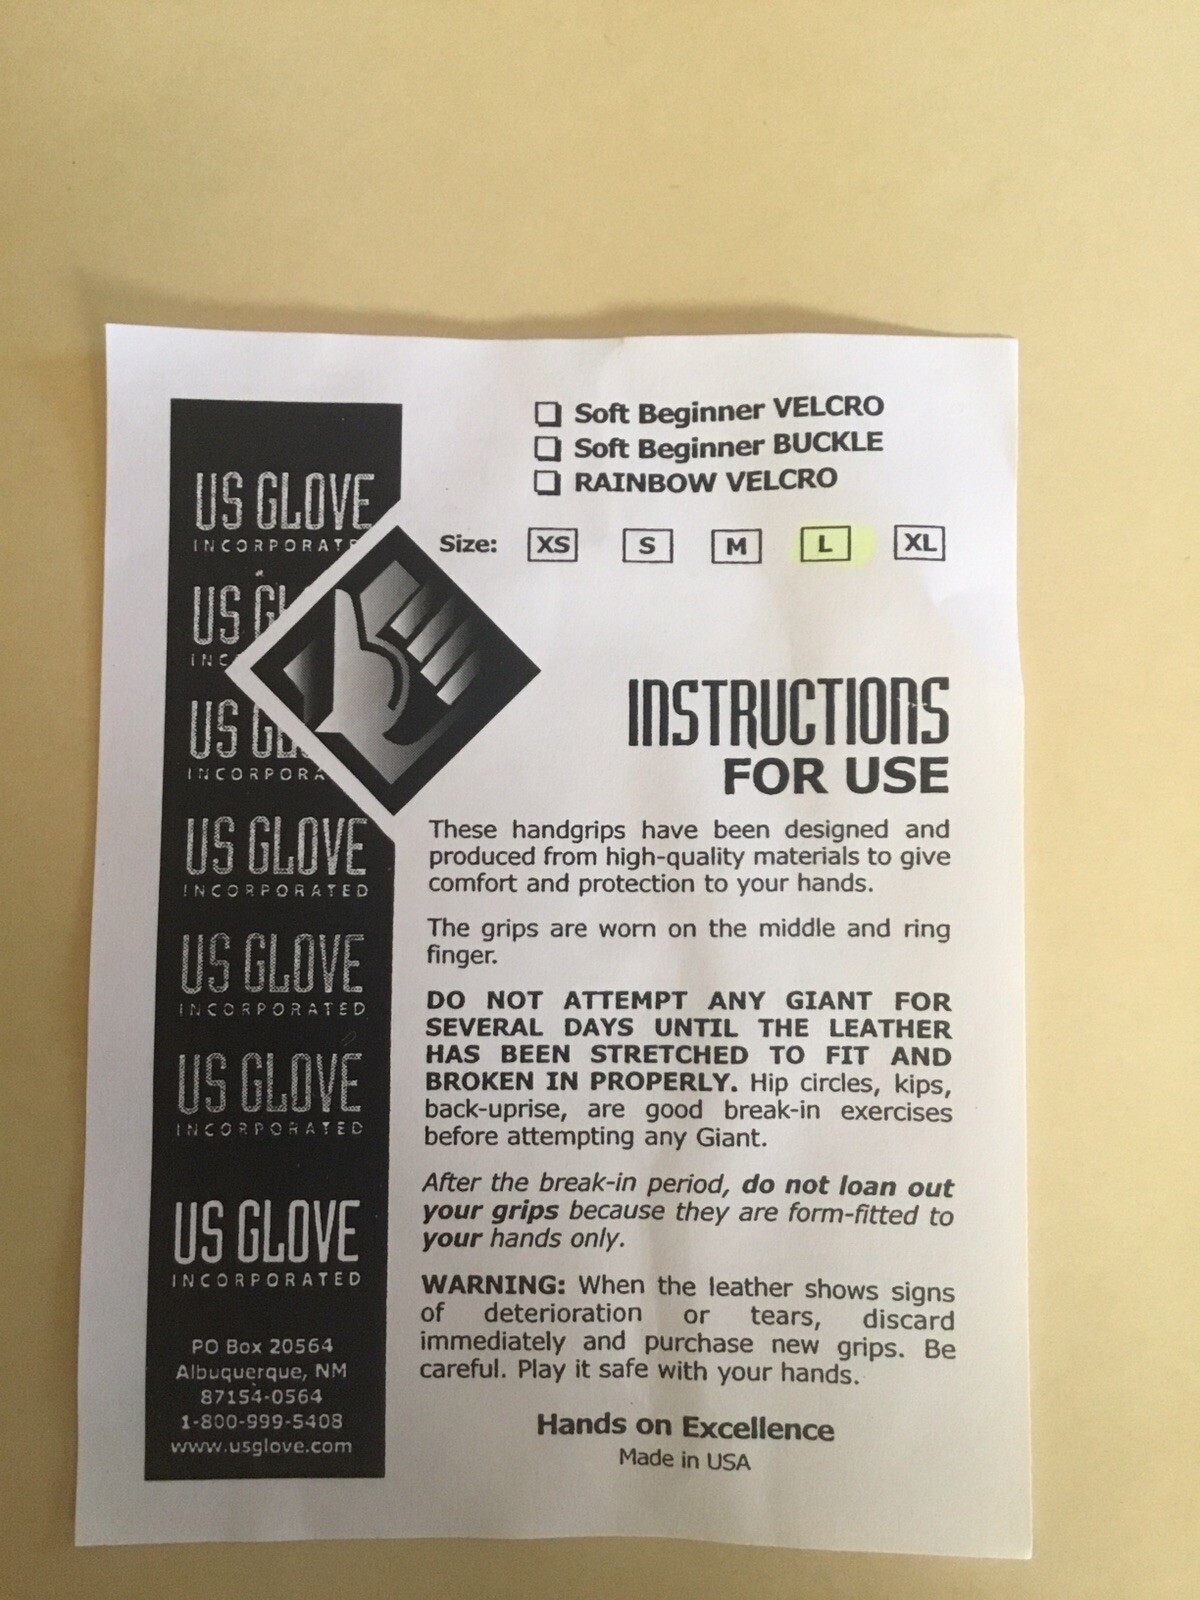 US GLOVE
INCORPORAT
US GL
INC
US GL
INCORPORA
US GLOVE
INCORPORATED
US GLOVE
INCORPORATED
US GLOVE
INCORPORATED
US GLOVE
INCORPORATED
PO Box 20564
Albuquerque, NM
87154-0564
1-800-999-5408
www.usglove.com
Soft Beginner VELCRO
Soft Beginner BUCKLE
RAINBOW VELCRO
Size: XS S M L XL
INSTRUCTIONS
FOR USE
These handgrips have been designed and
produced from high-quality materials to give
comfort and protection to your hands.
The grips are worn on the middle and ring
finger.
DO NOT ATTEMPT ANY GIANT FOR
SEVERAL DAYS UNTIL THE LEATHER
HAS BEEN STRETCHED TO FIT AND
BROKEN IN PROPERLY. Hip circles, kips,
back-uprise, are good break-in exercises
before attempting any Giant.
After the break-in period, do not loan out
your grips because they are form-fitted to
your hands only.
WARNING: When the leather shows signs
of deterioration or tears, discard
immediately and purchase new grips. Be
careful. Play it safe with your hands.
Hands on Excellence
Made in USA